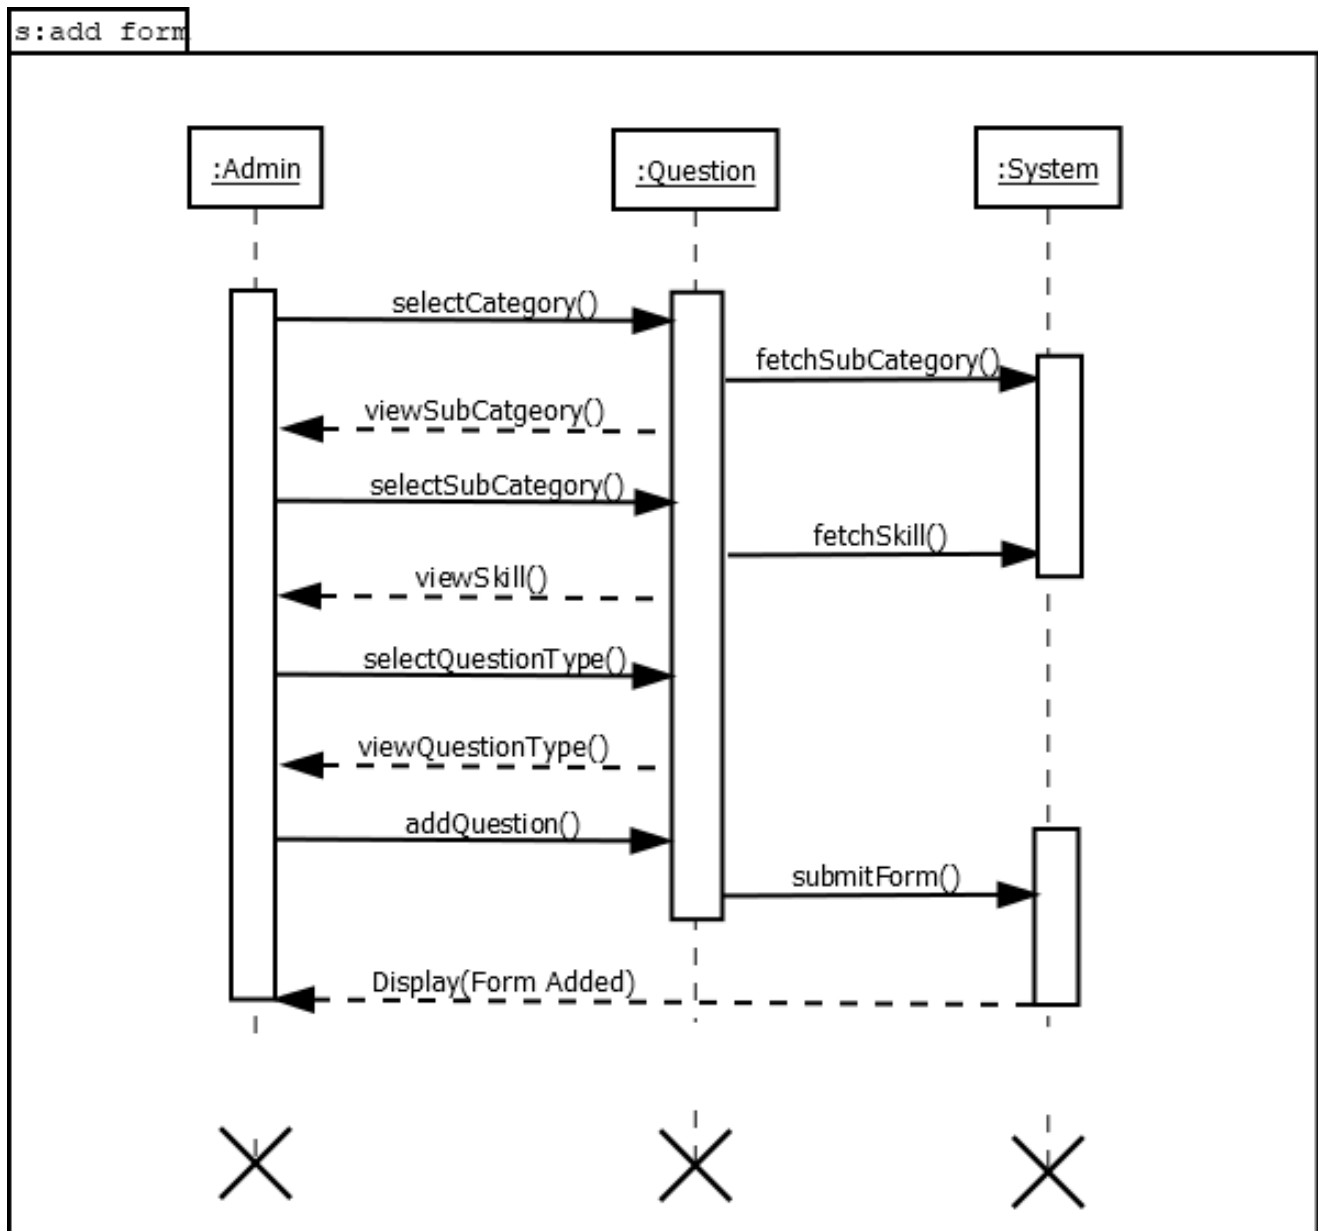 s:add form
:Admin
:Question
:System
selectCategory()
fetchSubCategory()
viewSubCatgeory()
selectSubCategory()
fetchSkill()
viewSkill()
selectQuestionType()
viewQuestionType()
addQuestion()
submitForm()
Display(Form Added)